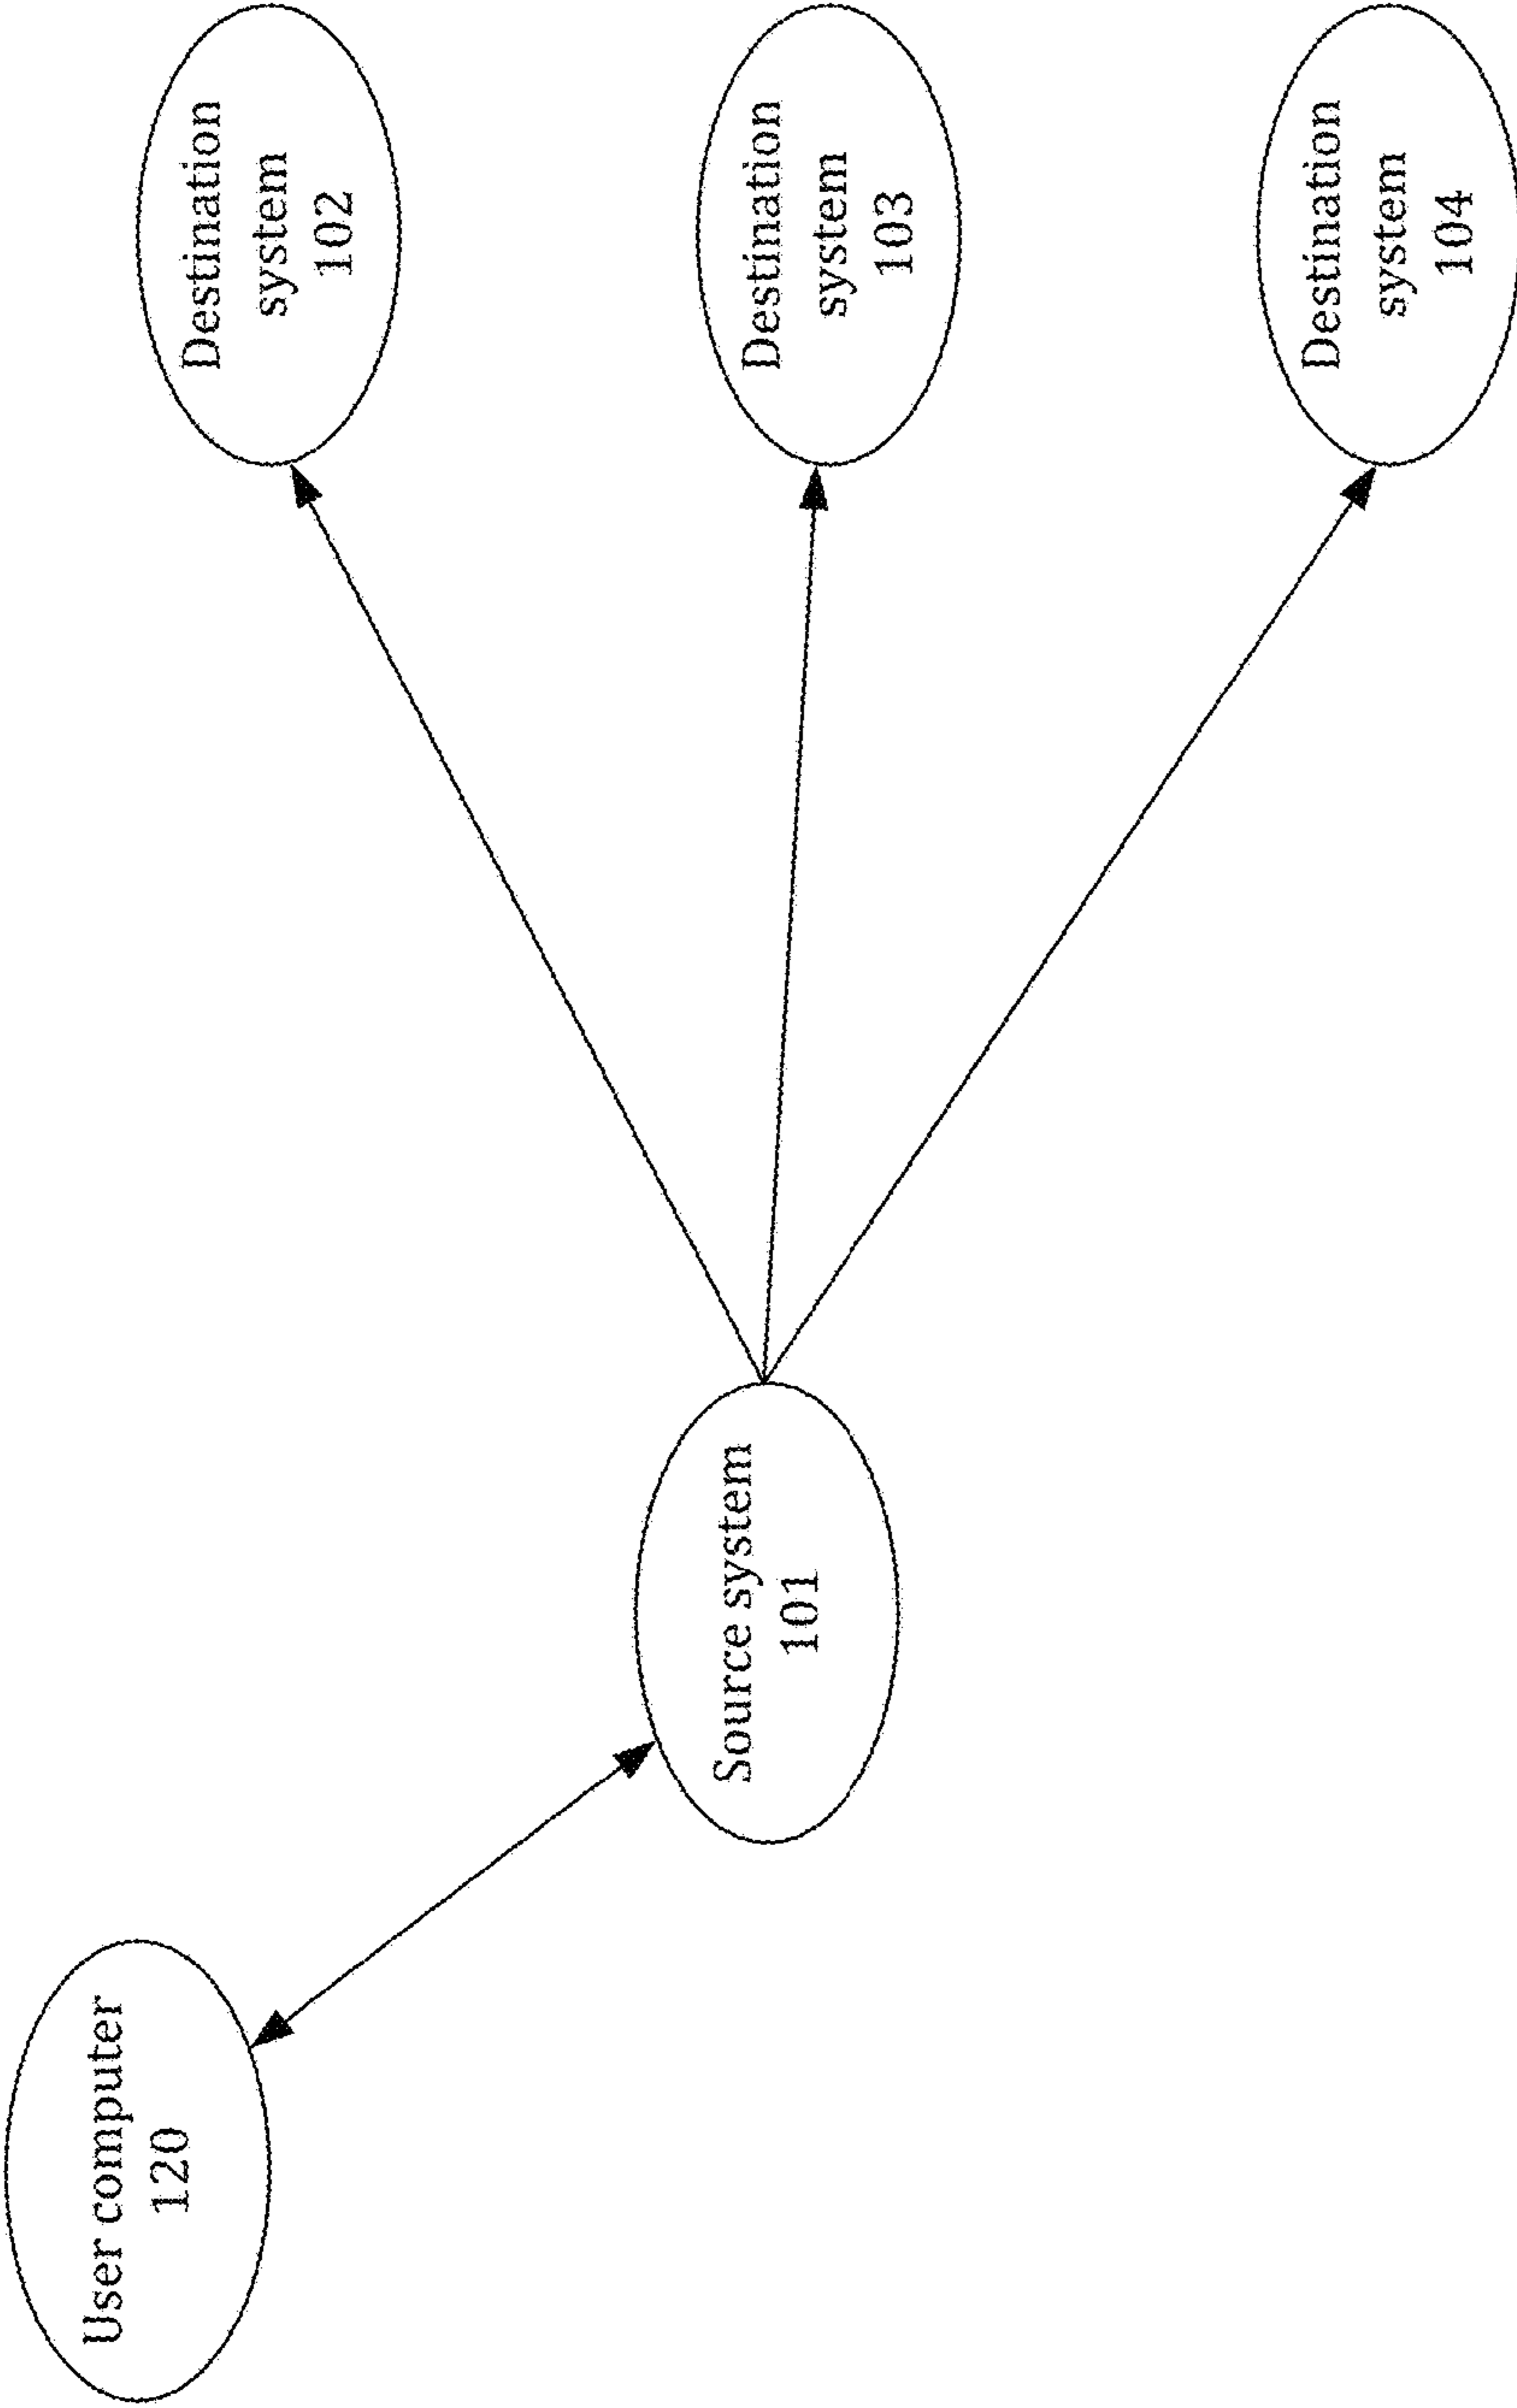 User computer
120
Source system
101
Destination
system
102
Destination
system
103
Destination
system
104